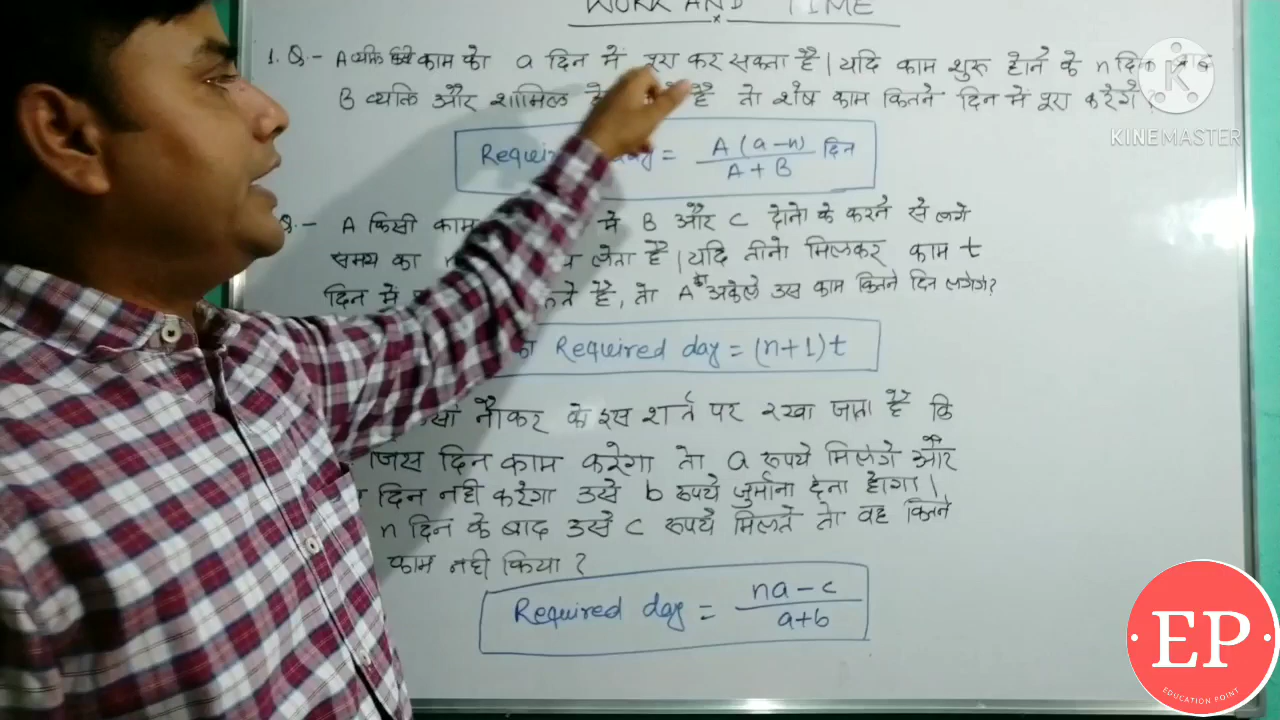 WORK AND TIME
1. Q - A व्यक्ति किसी काम को a दिन में पूरा कर सकता है। यदि काम शुरू होने के n दिन बाद
B व्यक्ति और शामिल है तो शेष काम कितने दिन में पूरा करेंगे।
KINEMASTER
Required = A (a-n) / A + B दिन
Q.- A किसी काम में B और C दोनो के करने से लगे
समय का लेता है। यदि तीनो मिलकर काम t
दिन में है, तो A को अकेले उस काम कितने दिन लगेगे?
Required day = (n+1) t
नौकर के इस शर्त पर रखा जाता है कि
जिस दिन काम करेगा तो a रूपये मिलेगे और
दिन नही करेगा उसे b रूपये जुर्माना देना होगा।
n दिन के बाद उसे c रूपये मिलते तो वह कितने
काम नही किया ?
Required day = na - c / a+b
EP
EDUCATION POINT